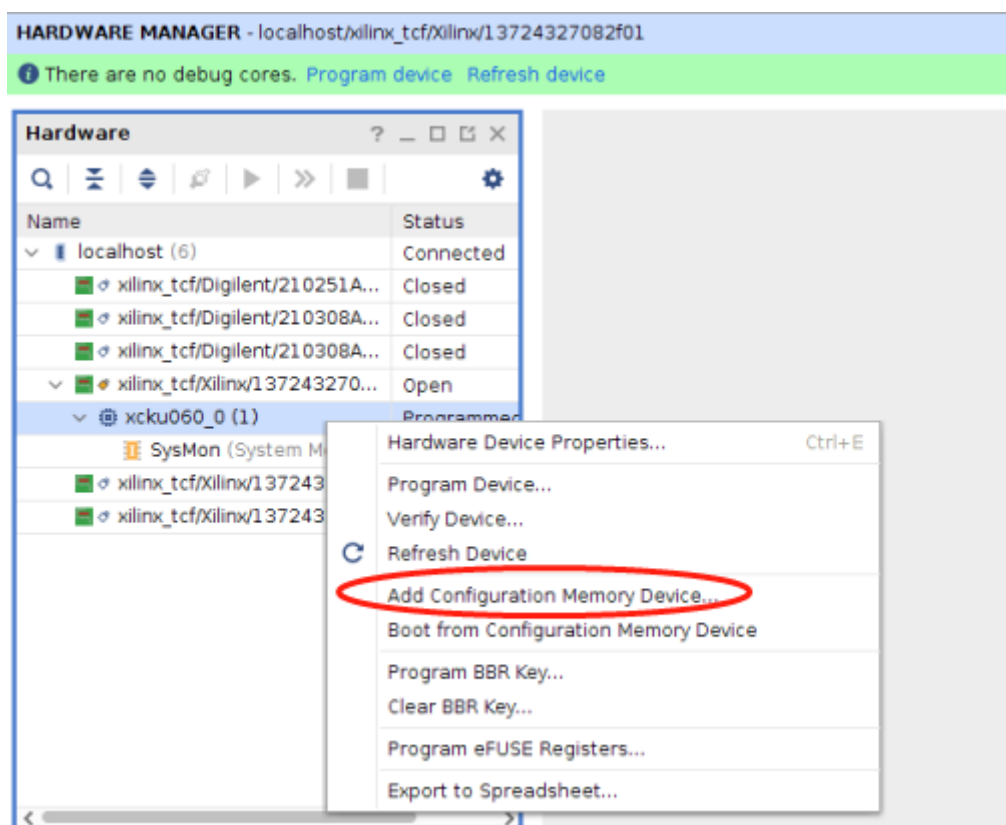 HARDWARE MANAGER - localhost/xilinx_tcf/Xilinx/13724327082f01
There are no debug cores. Program device Refresh device
Hardware
Name Status
localhost (6) Connected
xilinx_tcf/Digilent/210251A... Closed
xilinx_tcf/Digilent/210308A... Closed
xilinx_tcf/Digilent/210308A... Closed
xilinx_tcf/Xilinx/137243270... Open
xcku060_0 (1) Programmed
SysMon (System M
xilinx_tcf/Xilinx/137243
xilinx_tcf/Xilinx/137243
Hardware Device Properties... Ctrl+E
Program Device...
Verify Device...
Refresh Device
Add Configuration Memory Device...
Boot from Configuration Memory Device
Program BBR Key...
Clear BBR Key...
Program eFUSE Registers...
Export to Spreadsheet...